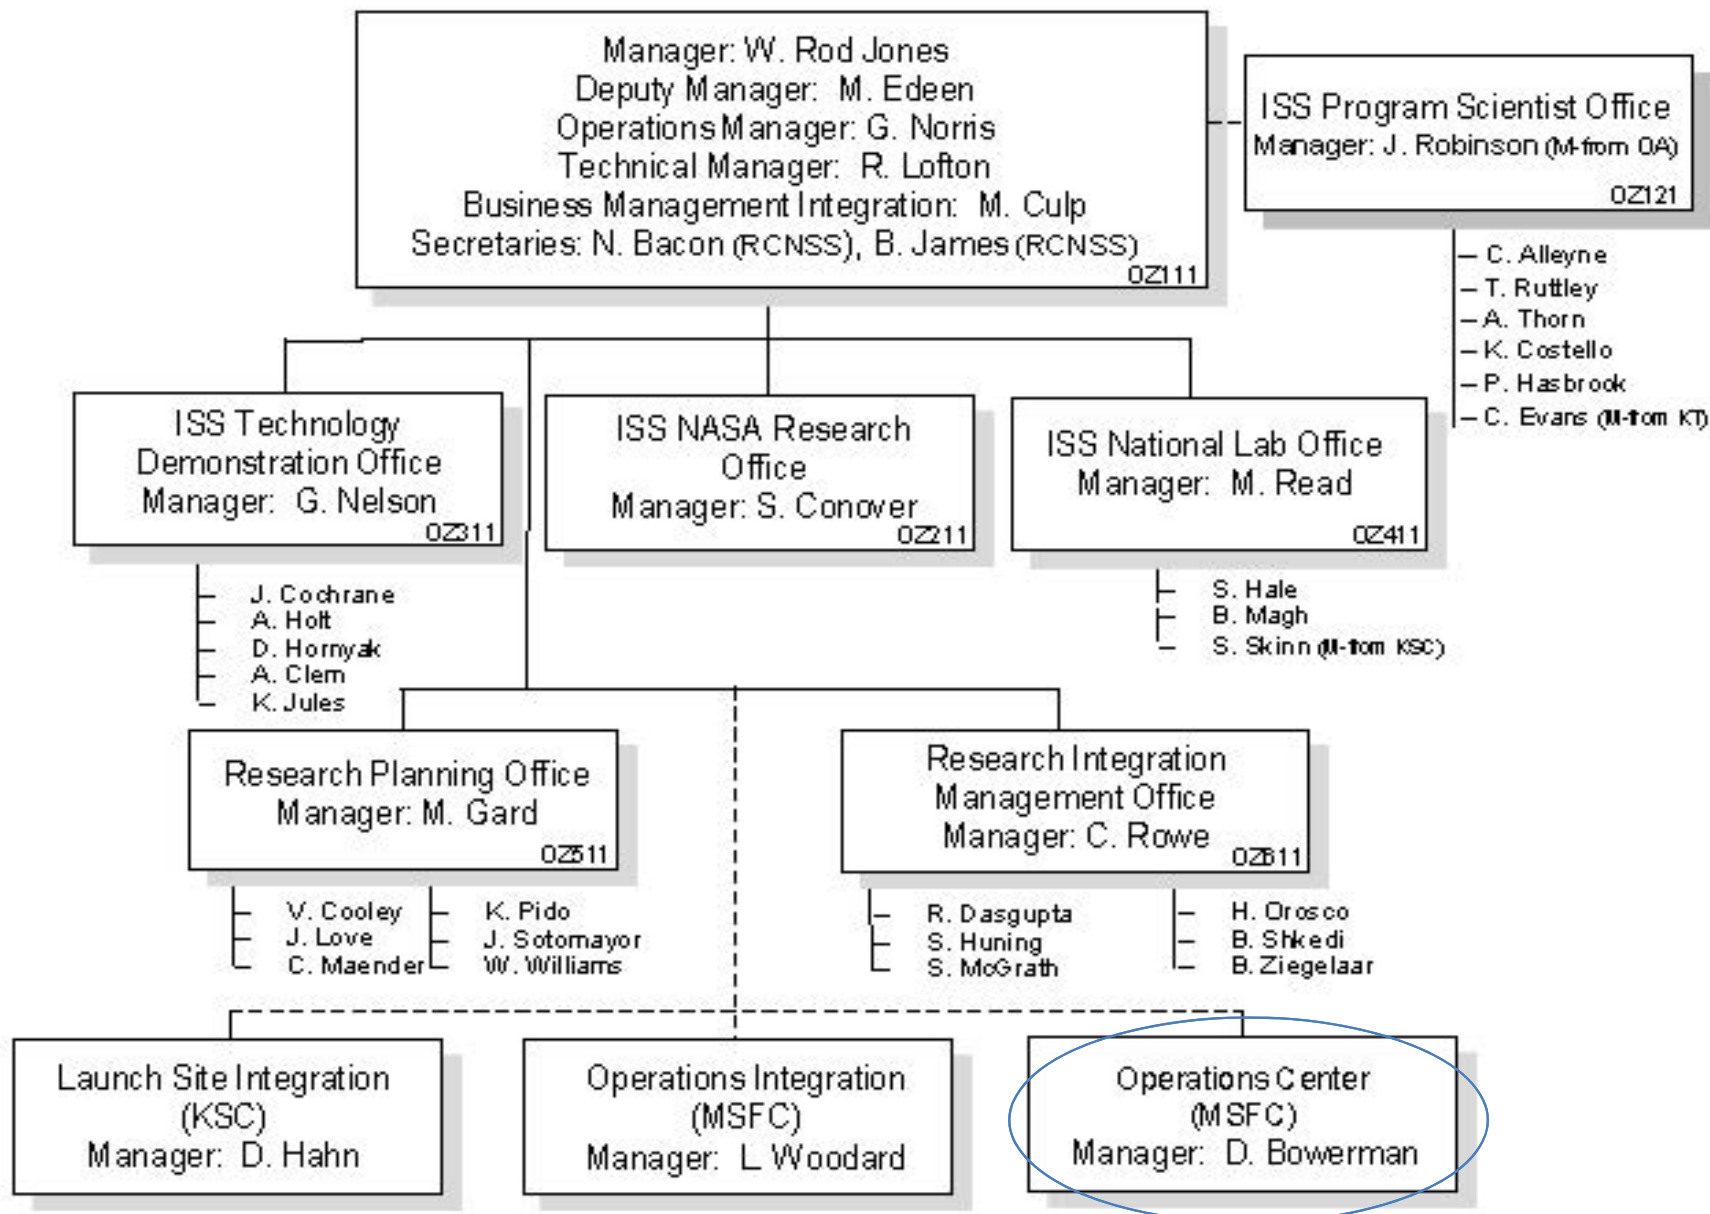 Manager: W. Rod Jones
Deputy Manager: M. Edeen
Operations Manager: G. Norris
Technical Manager: R. Lofton
Business Management Integration: M. Culp
Secretaries: N. Bacon (RCNSS), B. James (RCNSS)
OZ111
ISS Program Scientist Office
Manager: J. Robinson (M-from OA)
OZ121
C. Alleyne
T. Ruttley
A. Thorn
K. Costello
P. Hasbrook
C. Evans (M-from KT)
ISS Technology
Demonstration Office
Manager: G. Nelson
OZ311
J. Cochrane
A. Holt
D. Hornyak
A. Clem
K. Jules
ISS NASA Research
Office
Manager: S. Conover
OZ211
ISS National Lab Office
Manager: M. Read
OZ411
S. Hale
B. Magh
S. Skinn (M-from KSC)
Research Planning Office
Manager: M. Gard
OZ511
V. Cooley
J. Love
C. Maender
K. Pido
J. Sotomayor
W. Williams
Research Integration
Management Office
Manager: C. Rowe
OZ611
R. Dasgupta
S. Huning
S. McGrath
H. Orosco
B. Shkedi
B. Ziegelaar
Launch Site Integration
(KSC)
Manager: D. Hahn
Operations Integration
(MSFC)
Manager: L Woodard
Operations Center
(MSFC)
Manager: D. Bowerman